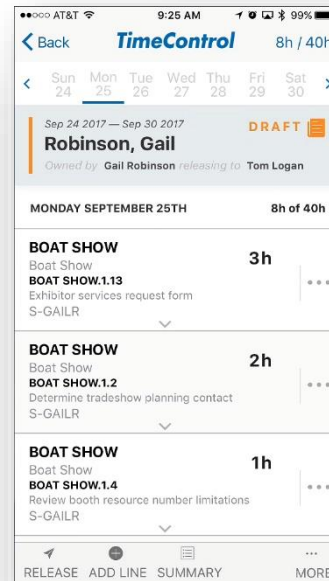 AT&T 9:25 AM 99%
Back TimeControl 8h / 40h
Sun Mon Tue Wed Thu Fri Sat
24 25 26 27 28 29 30
Sep 24 2017 — Sep 30 2017
DRAFT
Robinson, Gail
Owned by Gail Robinson releasing to Tom Logan
MONDAY SEPTEMBER 25TH 8h of 40h
BOAT SHOW
3h
Boat Show
BOAT SHOW.1.13
Exhibitor services request form
S-GAILR
BOAT SHOW
2h
Boat Show
BOAT SHOW.1.2
Determine tradeshow planning contact
S-GAILR
BOAT SHOW
1h
Boat Show
BOAT SHOW.1.4
Review booth resource number limitations
S-GAILR
RELEASE ADD LINE SUMMARY MORE